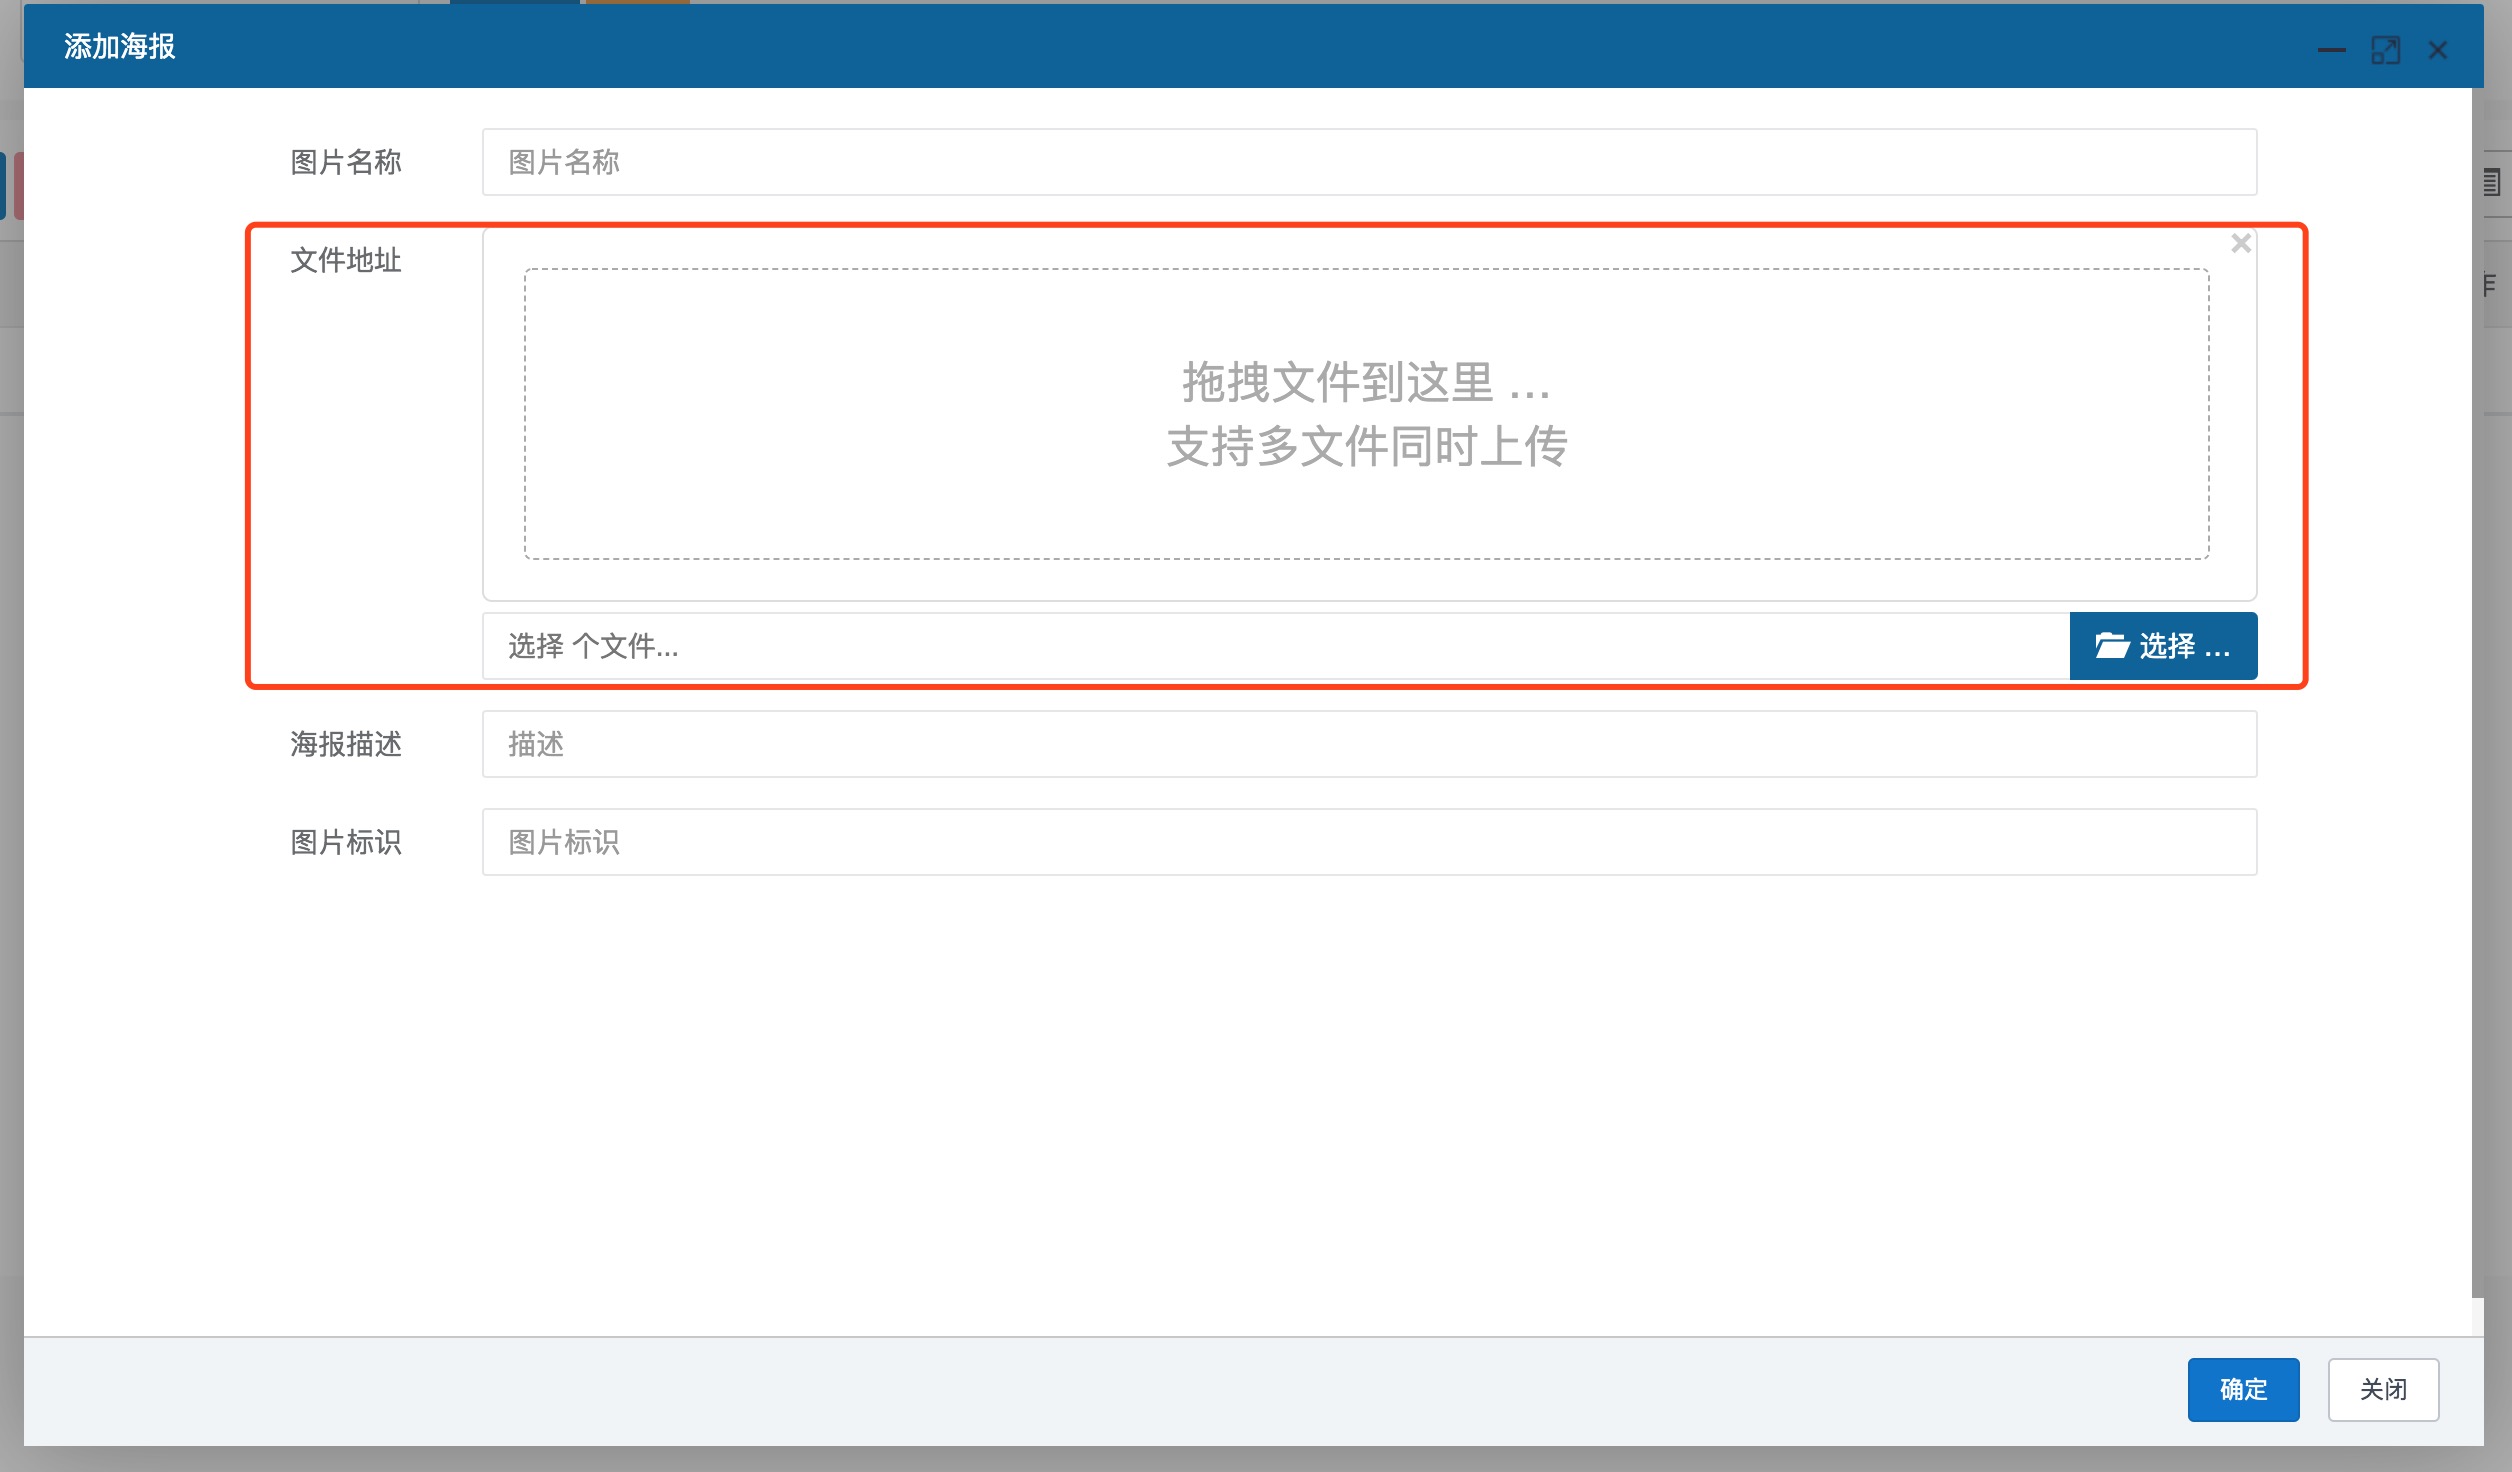 添加海报
图片名称
图片名称
文件地址
拖拽文件到这里 ...
支持多文件同时上传
选择 个文件...
选择 ...
海报描述
描述
图片标识
图片标识
确定
关闭